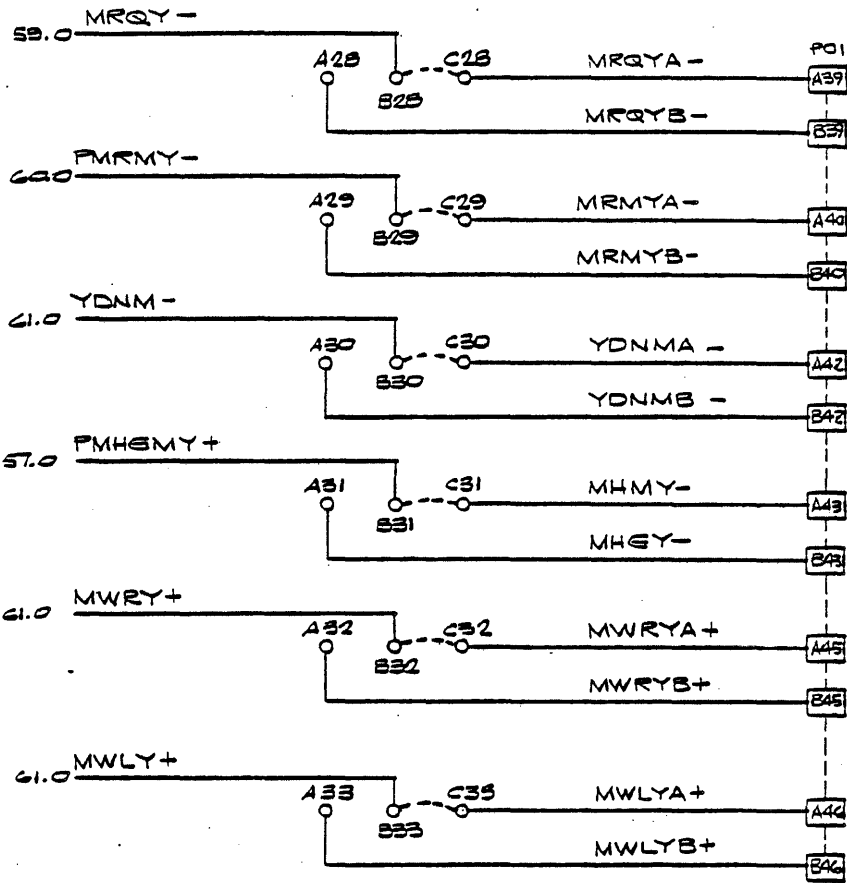 MRQY -
59.0
P01
A28 C28 MRQYA - A39
B28
MRQYB - B39
PMRMY -
60.0
A29 C29 MRMYA - A40
B29
MRMYB - B40
YDNM -
61.0
A30 C30 YDNMA - A42
B30
YDNMB - B42
PMHGMY +
57.0
A31 C31 MHMY - A43
B31
MHGY - B43
MWRY +
61.0
A32 C32 MWRYA + A45
B32
MWRYB + B45
MWLY +
61.0
A33 C33 MWLYA + A46
B33
MWLYB + B46